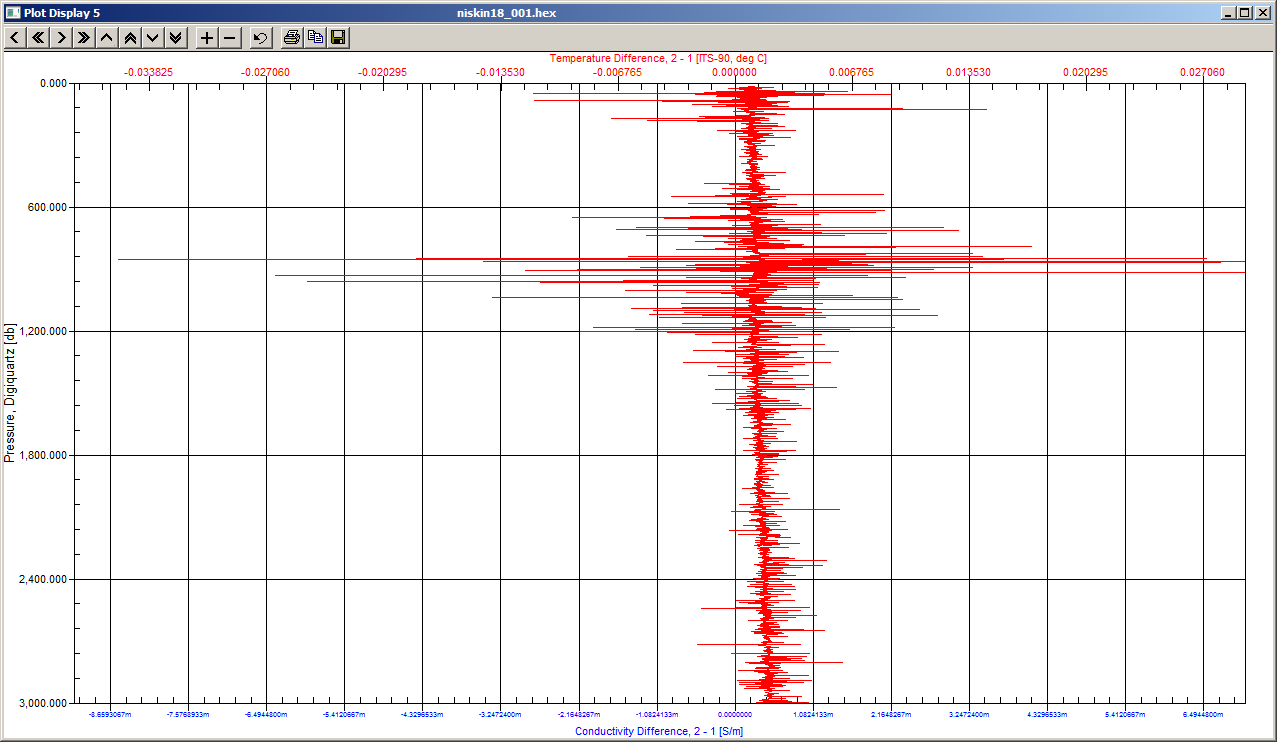 Plot Display 5 niskin18_001.hex
Temperature Difference, 2 - 1 [ITS-90, deg C]
-0.033825 -0.027060 -0.020295 -0.013530 -0.006765 0.000000 0.006765 0.013530 0.020295 0.027060
0.000
600.000
1,200.000
Pressure, Digiquartz [db]
1,800.000
2,400.000
3,000.000
-8.6593067m -7.5768933m -6.4944800m -5.4120667m -4.3296533m -3.2472400m -2.1648267m -1.0824133m 0.000000 1.0824133m 2.1648267m 3.2472400m 4.3296533m 5.4120667m 6.4944800m
Conductivity Difference, 2 - 1 [S/m]